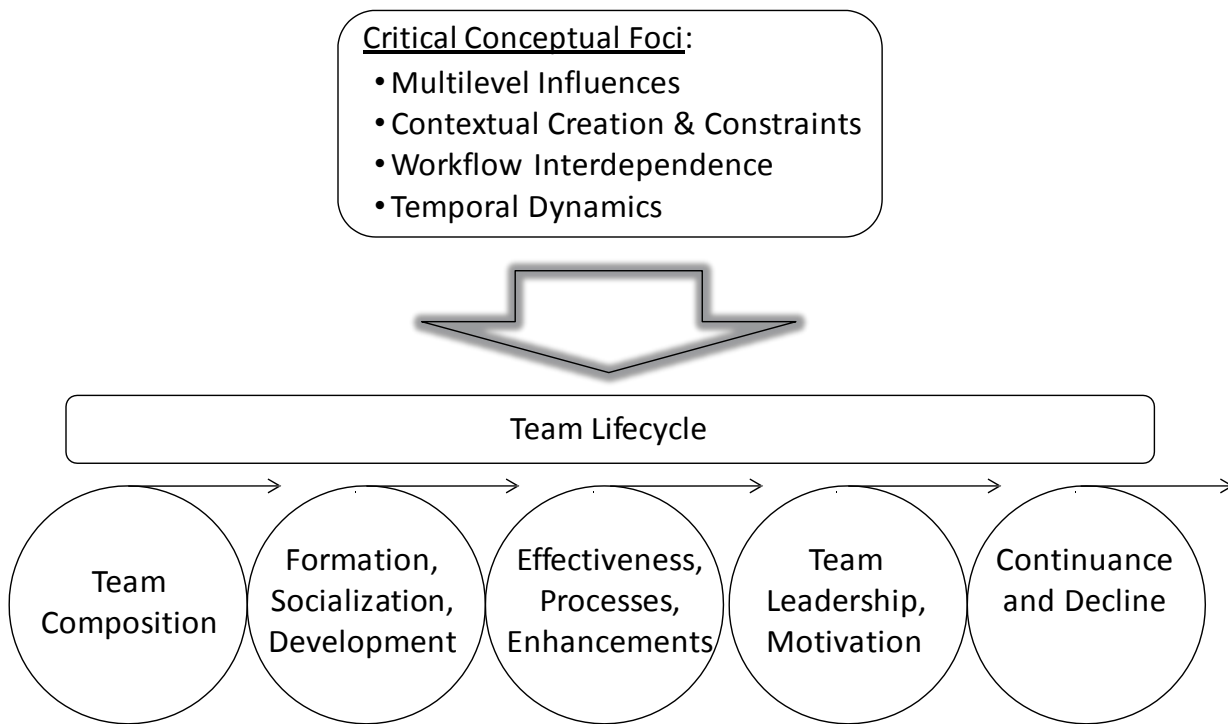 Critical Conceptual Foci:
• Multilevel Influences
• Contextual Creation & Constraints
• Workflow Interdependence
• Temporal Dynamics
Team Lifecycle
Team
Composition
Formation,
Socialization,
Development
Effectiveness,
Processes,
Enhancements
Team
Leadership,
Motivation
Continuance
and Decline